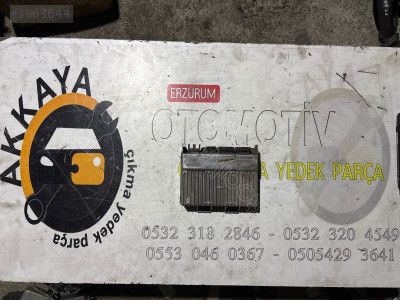 #3963644
AKKAYA
çıkma yedek parça
ERZURUM
OTOMOTİV
YEDEK PARÇA
0532 318 2846 - 0532 320 4549
0553 046 0367 - 0505429 3641